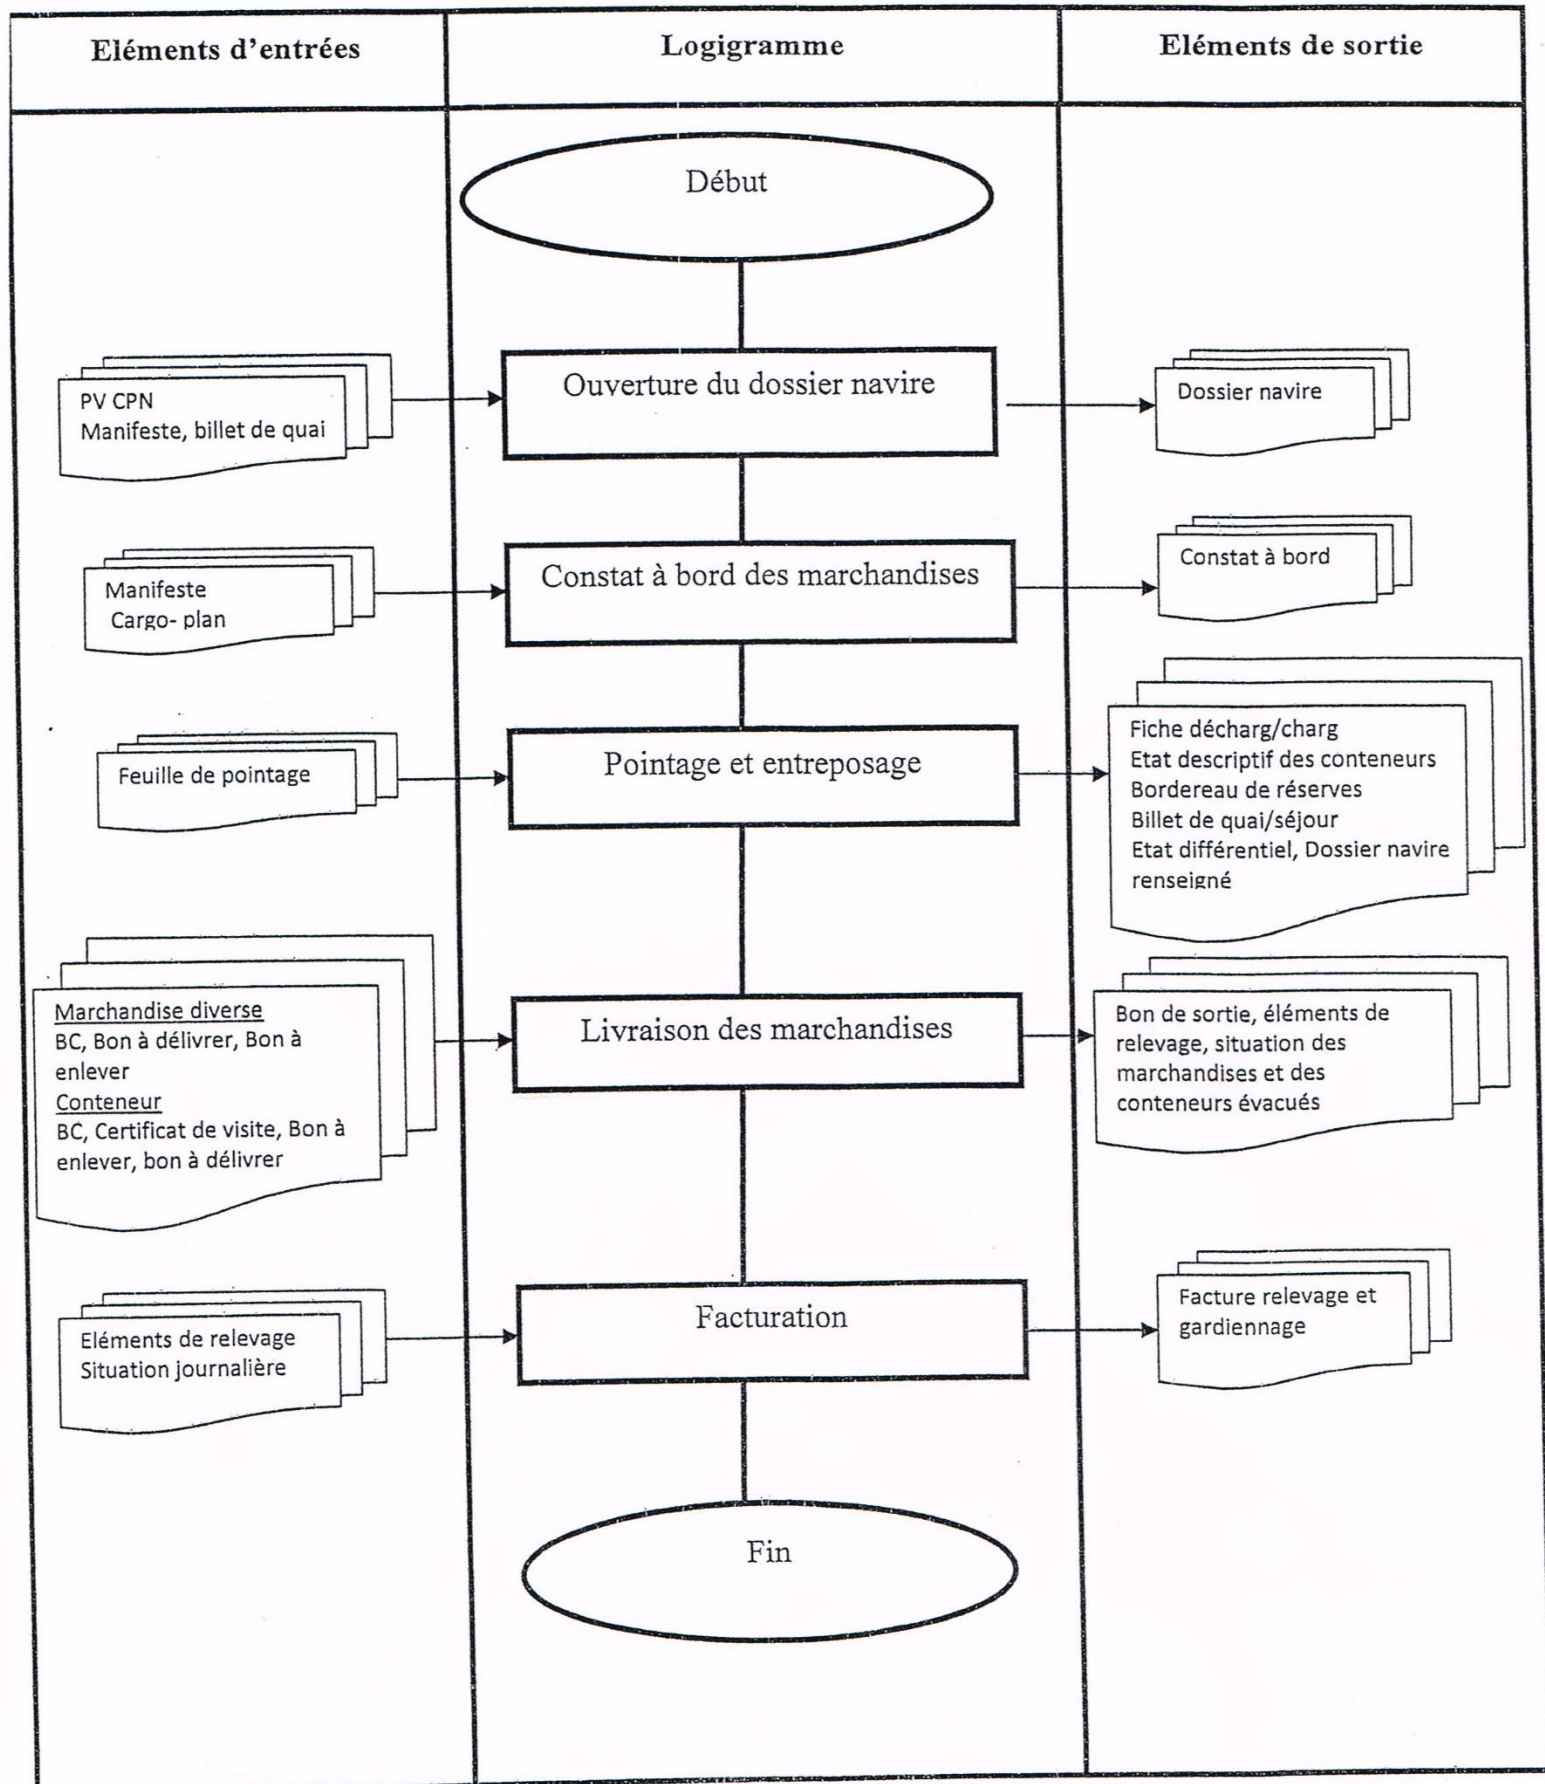 Eléments d'entrées
Logigramme
Eléments de sortie
Début
PV CPN
Manifeste, billet de quai
Ouverture du dossier navire
Dossier navire
Manifeste
Cargo- plan
Constat à bord des marchandises
Constat à bord
Feuille de pointage
Pointage et entreposage
Fiche décharg/charg
Etat descriptif des conteneurs
Bordereau de réserves
Billet de quai/séjour
Etat différentiel, Dossier navire
renseigné
Marchandise diverse
BC, Bon à délivrer, Bon à
enlever
Conteneur
BC, Certificat de visite, Bon à
enlever, bon à délivrer
Livraison des marchandises
Bon de sortie, éléments de
relevage, situation des
marchandises et des
conteneurs évacués
Eléments de relevage
Situation journalière
Facturation
Facture relevage et
gardiennage
Fin